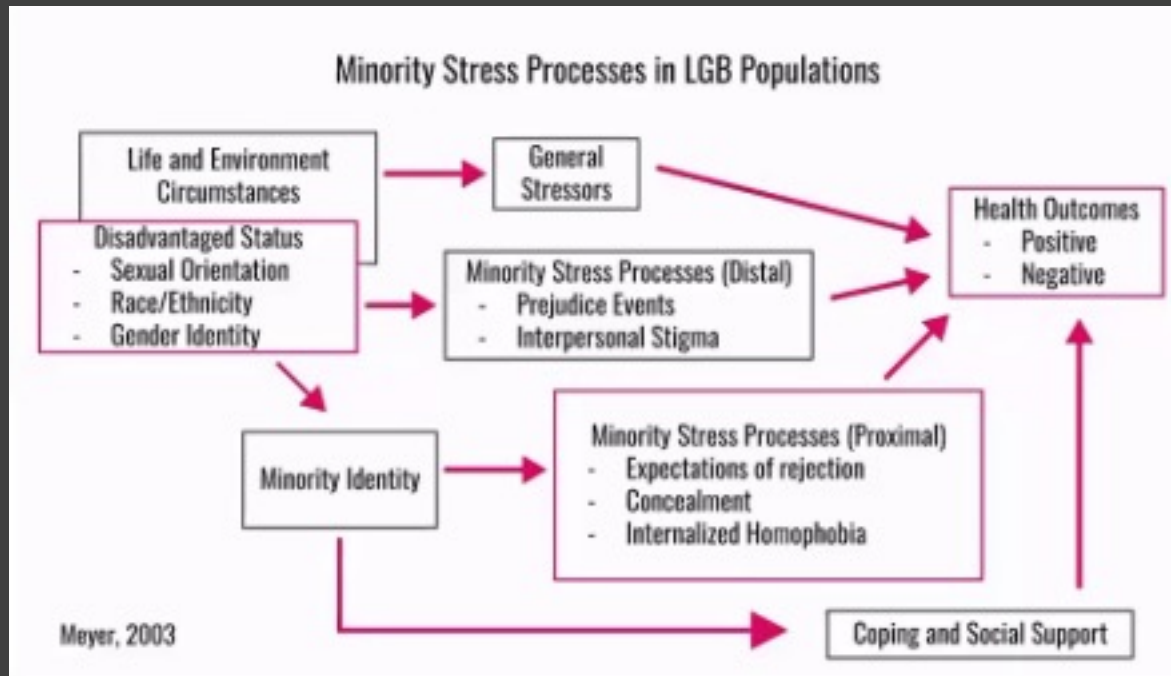 Minority Stress Processes in LGB Populations
Life and Environment
Circumstances
General
Stressors
Disadvantaged Status
- Sexual Orientation
- Race/Ethnicity
- Gender Identity
Minority Stress Processes (Distal)
- Prejudice Events
- Interpersonal Stigma
Health Outcomes
- Positive
- Negative
Minority Identity
Minority Stress Processes (Proximal)
- Expectations of rejection
- Concealment
- Internalized Homophobia
Coping and Social Support
Meyer, 2003